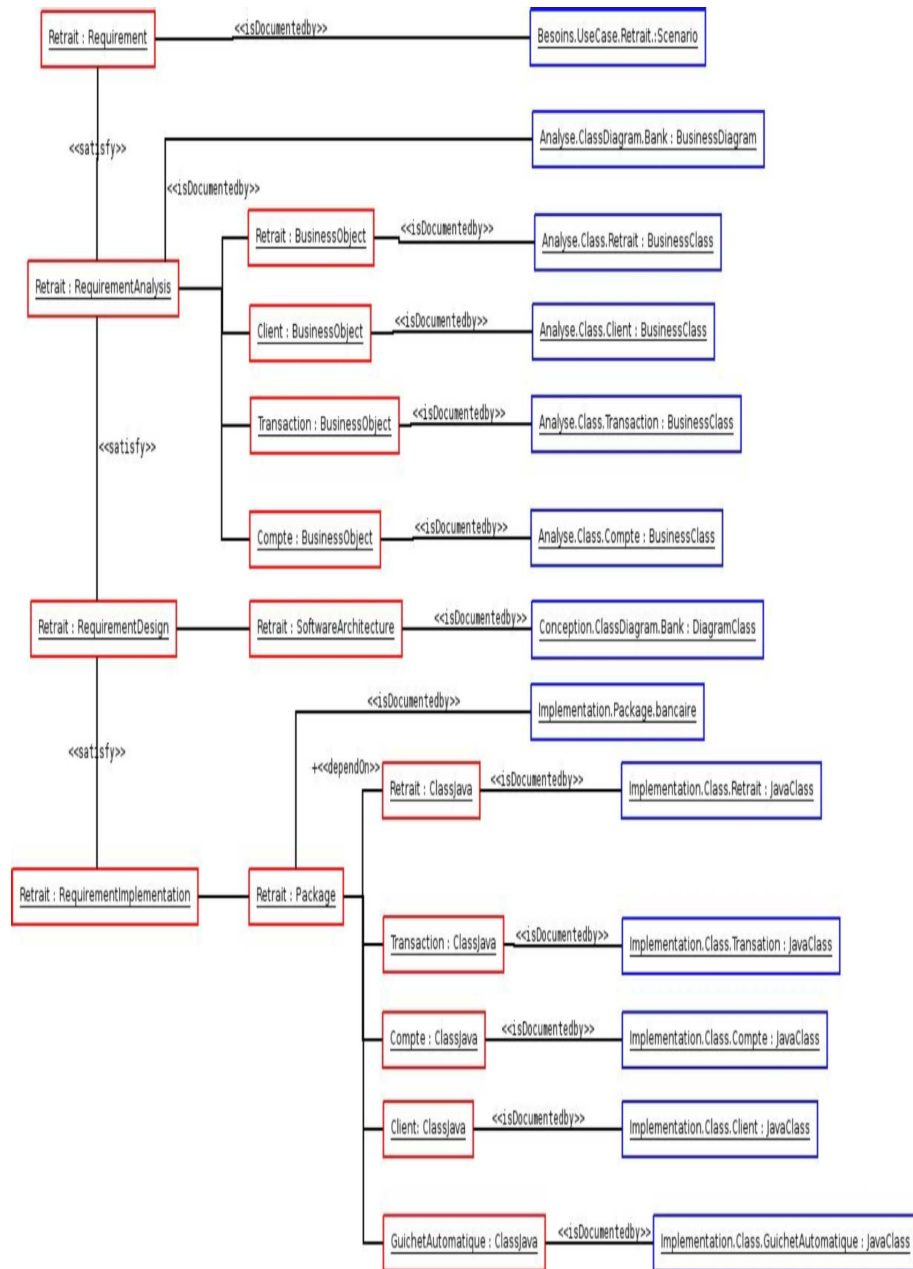 Retrait : Requirement
<<isDocumentedby>>
Besoins.UseCase.Retrait.:Scenario
<<satisfy>>
Analyse.ClassDiagram.Bank : BusinessDiagram
<<isDocumentedby>>
Retrait : BusinessObject
<<isDocumentedby>>
Analyse.Class.Retrait : BusinessClass
Retrait : RequirementAnalysis
Client : BusinessObject
<<isDocumentedby>>
Analyse.Class.Client : BusinessClass
Transaction : BusinessObject
<<isDocumentedby>>
Analyse.Class.Transaction : BusinessClass
<<satisfy>>
Compte : BusinessObject
<<isDocumentedby>>
Analyse.Class.Compte : BusinessClass
Retrait : RequirementDesign
Retrait : SoftwareArchitecture
<<isDocumentedby>>
Conception.ClassDiagram.Bank : DiagramClass
<<isDocumentedby>>
Implementation.Package.bancaire
<<satisfy>>
+<<dependOn>>
Retrait : ClassJava
<<isDocumentedby>>
Implementation.Class.Retrait : JavaClass
Retrait : RequirementImplementation
Retrait : Package
Transaction : ClassJava
<<isDocumentedby>>
Implementation.Class.Transation : JavaClass
Compte : ClassJava
<<isDocumentedby>>
Implementation.Class.Compte : JavaClass
Client: ClassJava
<<isDocumentedby>>
Implementation.Class.Client : JavaClass
GuichetAutomatique : ClassJava
<<isDocumentedby>>
Implementation.Class.GuichetAutomatique : JavaClass